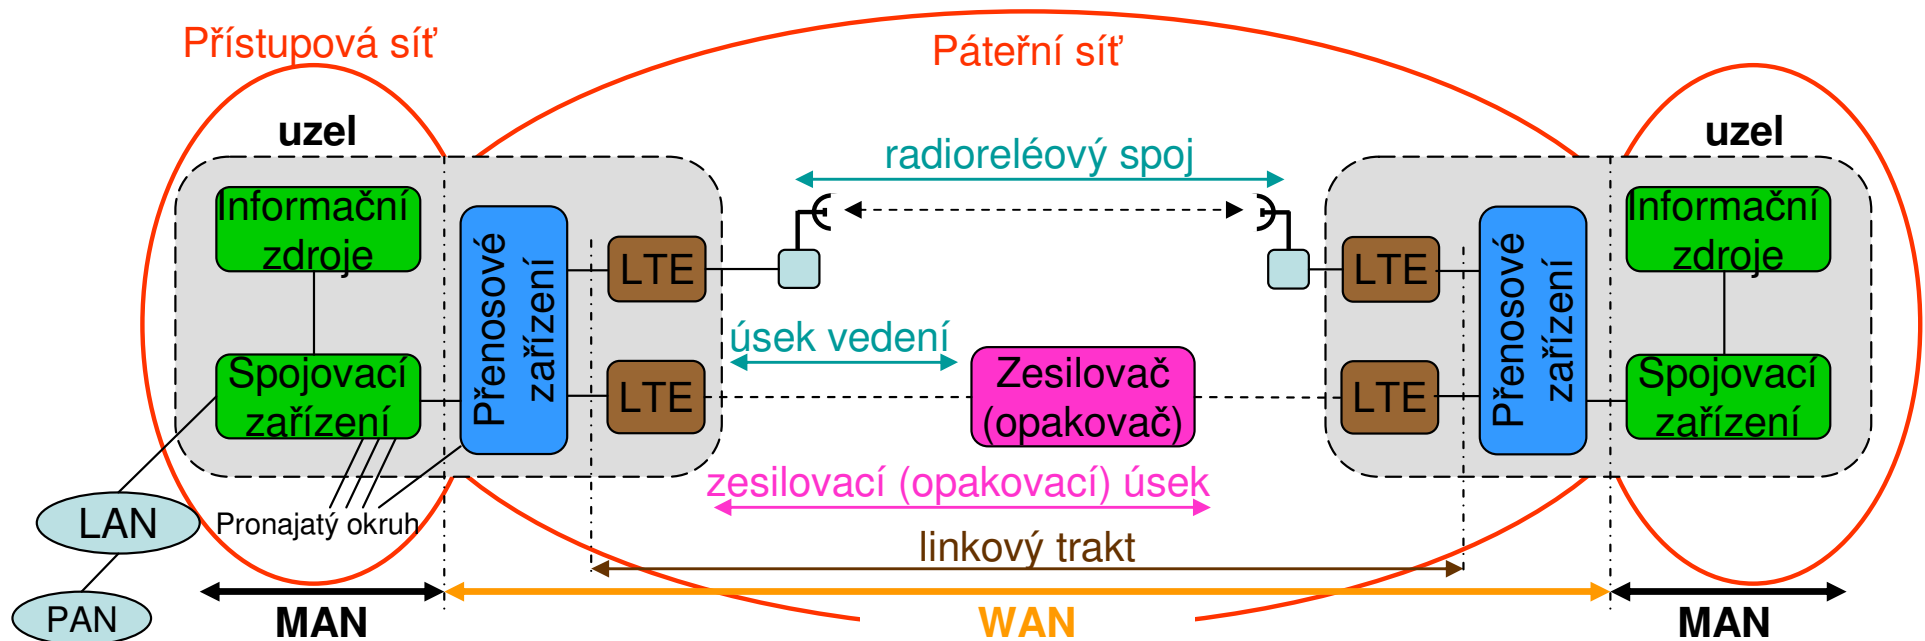 Přístupová síť
Páteřní síť
uzel
uzel
radioreléový spoj
Informační
zdroje
Přenosové
zařízení
LTE
LTE
Přenosové
zařízení
Informační
zdroje
úsek vedení
Spojovací
zařízení
LTE
Zesilovač
(opakovač)
LTE
Spojovací
zařízení
zesilovací (opakovací) úsek
LAN
Pronajatý okruh
linkový trakt
PAN
MAN
WAN
MAN